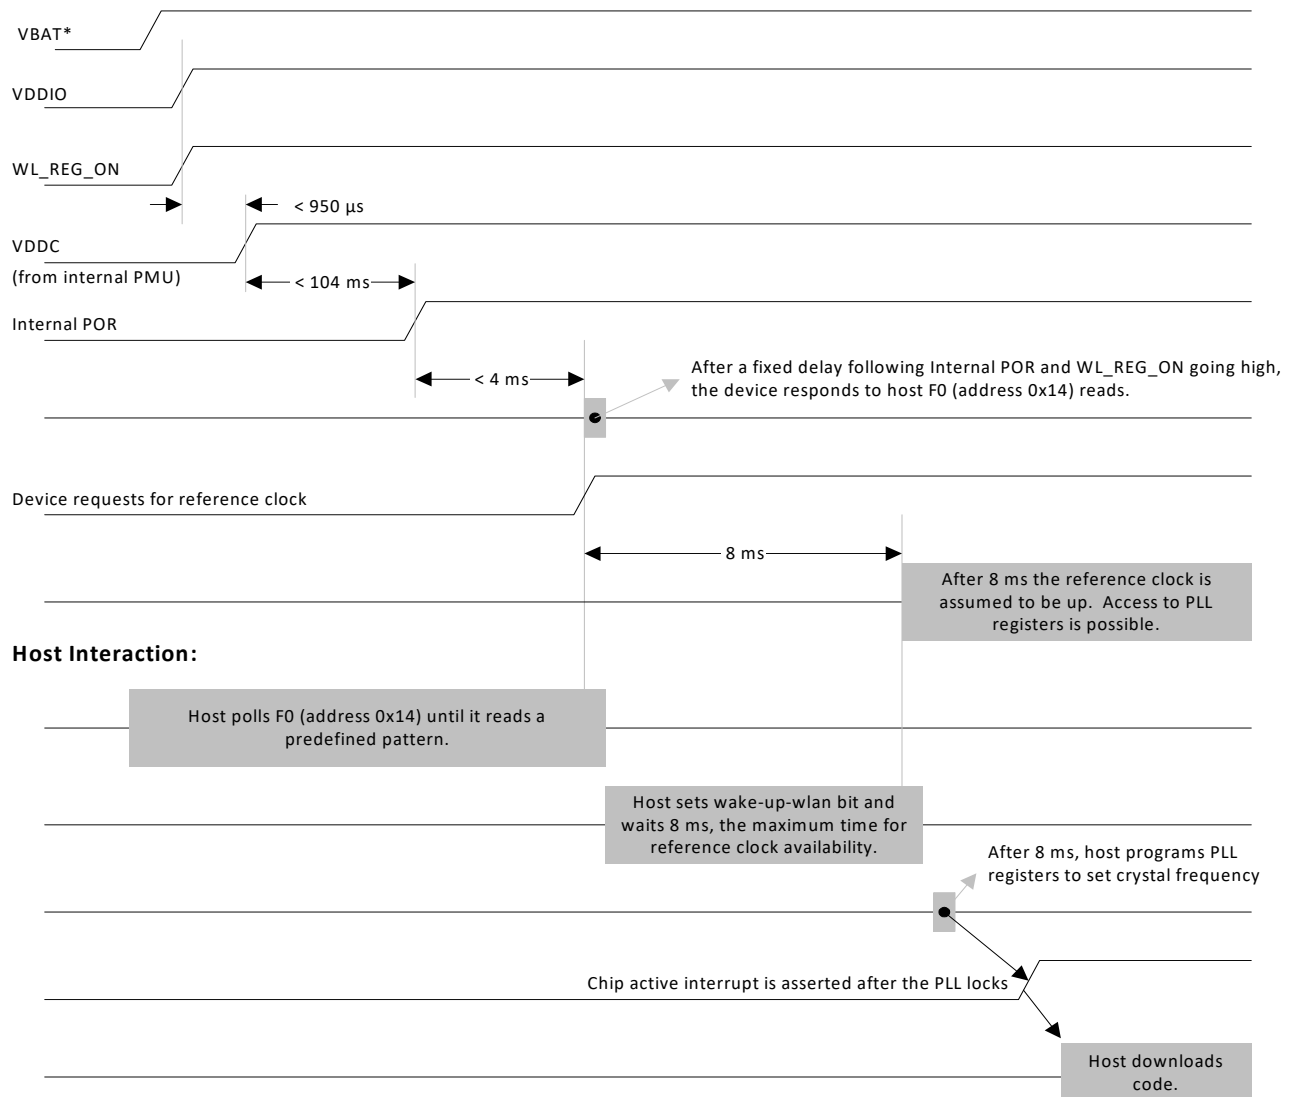 VBAT*
VDDIO
WL_REG_ON
< 950 µs
VDDC
(from internal PMU)
< 104 ms
Internal POR
After a fixed delay following Internal POR and WL_REG_ON going high,
the device responds to host F0 (address 0x14) reads.
< 4 ms
Device requests for reference clock
8 ms
After 8 ms the reference clock is
assumed to be up. Access to PLL
registers is possible.
Host Interaction:
Host polls F0 (address 0x14) until it reads a
predefined pattern.
Host sets wake-up-wlan bit and
waits 8 ms, the maximum time for
reference clock availability.
After 8 ms, host programs PLL
registers to set crystal frequency
Chip active interrupt is asserted after the PLL locks
Host downloads
code.